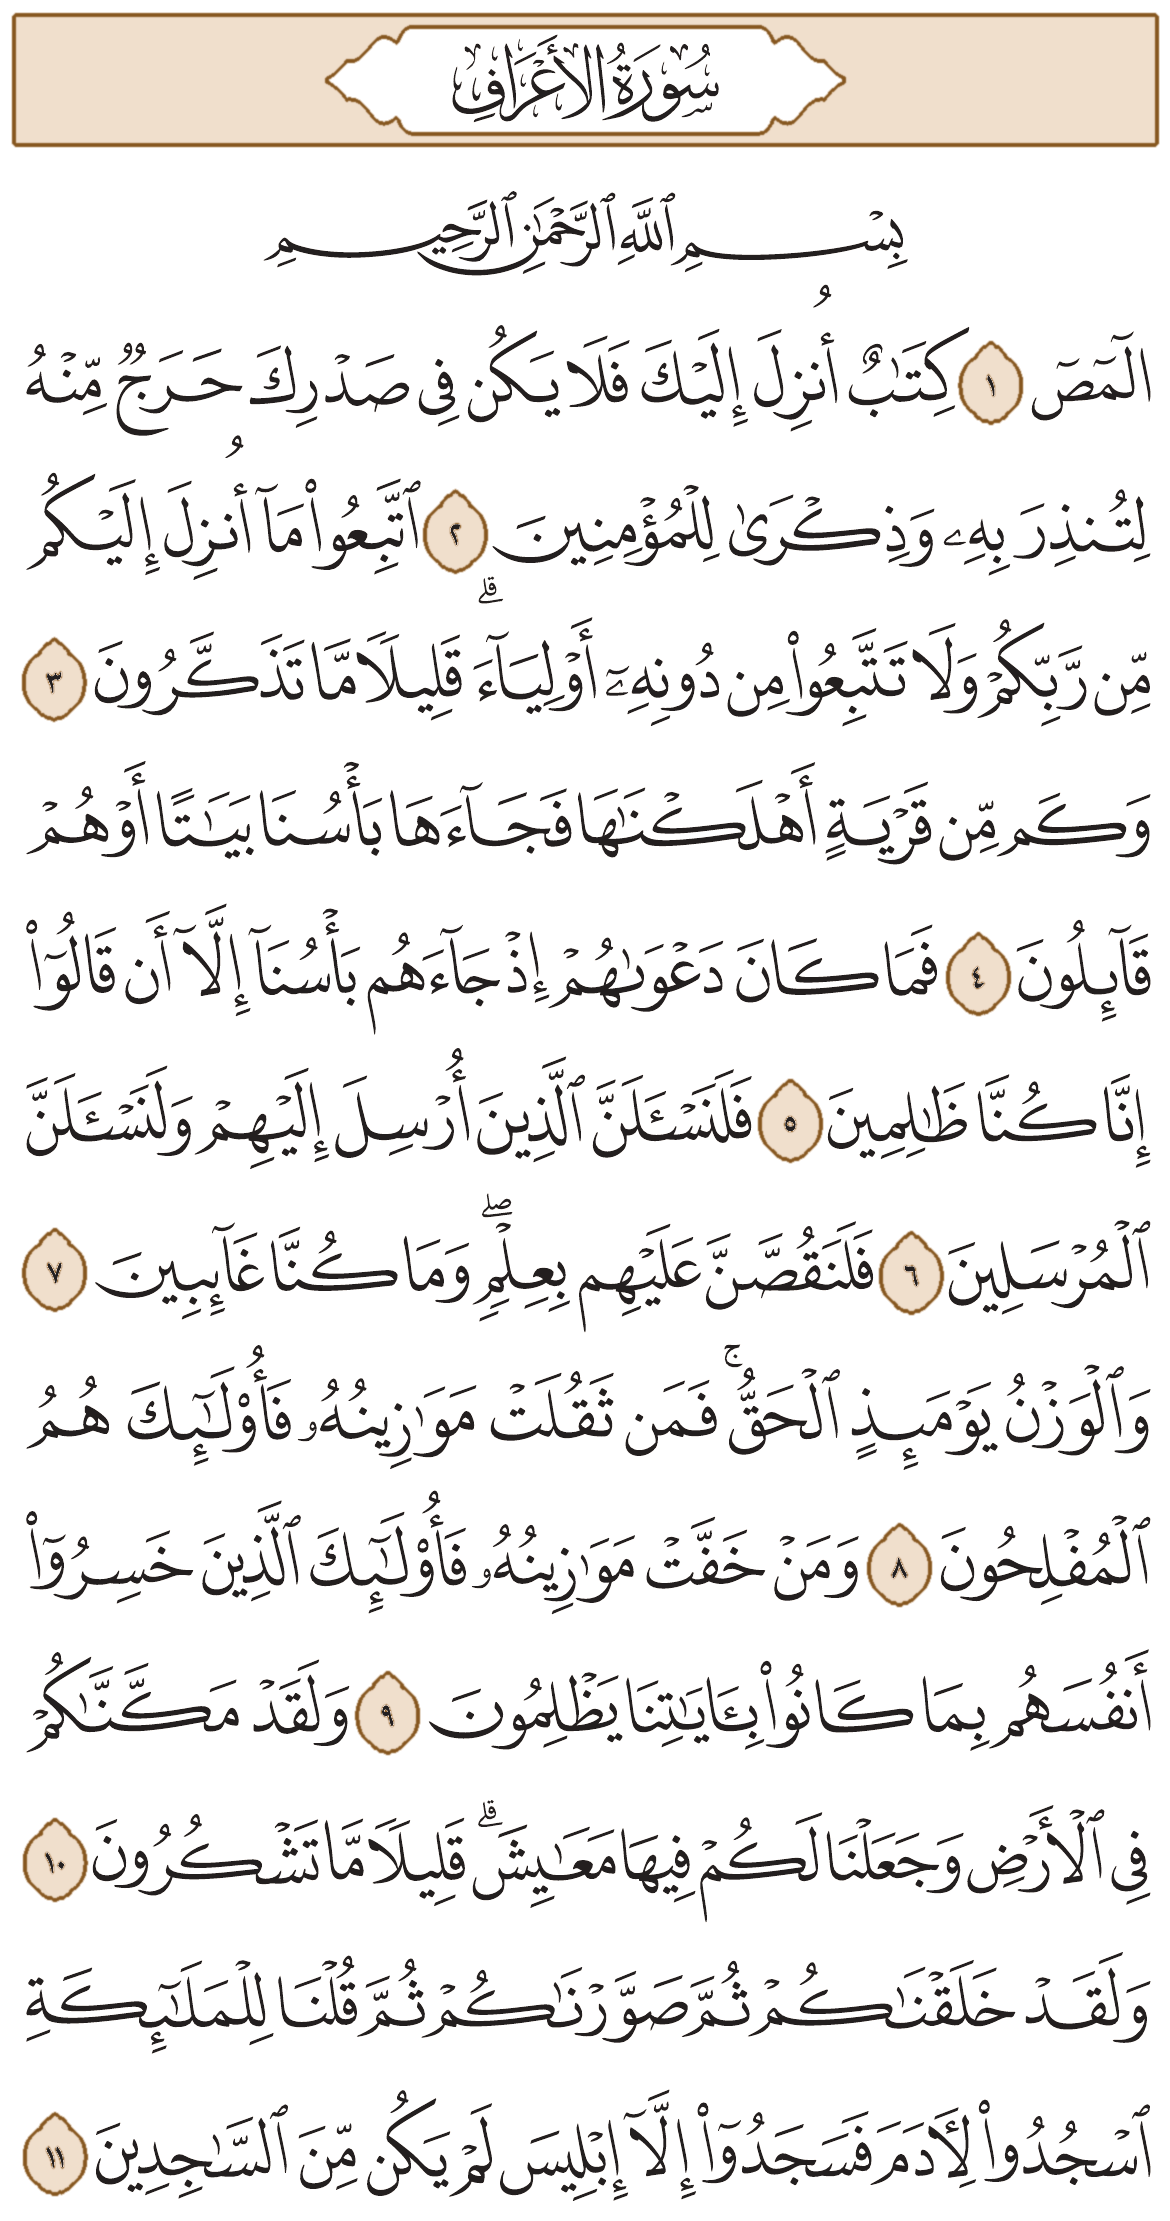 سُورَةُ الأَعْرَافِ
بِسْمِ ٱللَّهِ ٱلرَّحْمَٰنِ ٱلرَّحِيمِ
الٓمٓصٓ ١ كِتَٰبٌ أُنزِلَ إِلَيْكَ فَلَا يَكُن فِى صَدْرِكَ حَرَجٌ مِّنْهُ
لِتُنذِرَ بِهِۦ وَذِكْرَىٰ لِلْمُؤْمِنِينَ ٢ ٱتَّبِعُوا۟ مَآ أُنزِلَ إِلَيْكُم
مِّن رَّبِّكُمْ وَلَا تَتَّبِعُوا۟ مِن دُونِهِۦٓ أَوْلِيَآءَ ۗ قَلِيلًا مَّا تَذَكَّرُونَ ٣
وَكَم مِّن قَرْيَةٍ أَهْلَكْنَٰهَا فَجَآءَهَا بَأْسُنَا بَيَٰتًا أَوْ هُمْ
قَآئِلُونَ ٤ فَمَا كَانَ دَعْوَىٰهُمْ إِذْ جَآءَهُم بَأْسُنَآ إِلَّآ أَن قَالُوٓا۟
إِنَّا كُنَّا ظَٰلِمِينَ ٥ فَلَنَسْـَٔلَنَّ ٱلَّذِينَ أُرْسِلَ إِلَيْهِمْ وَلَنَسْـَٔلَنَّ
ٱلْمُرْسَلِينَ ٦ فَلَنَقُصَّنَّ عَلَيْهِم بِعِلْمٍ ۖ وَمَا كُنَّا غَآئِبِينَ ٧
وَٱلْوَزْنُ يَوْمَئِذٍ ٱلْحَقُّ ۚ فَمَن ثَقُلَتْ مَوَٰزِينُهُۥ فَأُو۟لَٰٓئِكَ هُمُ
ٱلْمُفْلِحُونَ ٨ وَمَنْ خَفَّتْ مَوَٰزِينُهُۥ فَأُو۟لَٰٓئِكَ ٱلَّذِينَ خَسِرُوٓا۟
أَنفُسَهُم بِمَا كَانُوا۟ بِـَٔايَٰتِنَا يَظْلِمُونَ ٩ وَلَقَدْ مَكَّنَّٰكُمْ
فِى ٱلْأَرْضِ وَجَعَلْنَا لَكُمْ فِيهَا مَعَٰيِشَ ۗ قَلِيلًا مَّا تَشْكُرُونَ ١٠
وَلَقَدْ خَلَقْنَٰكُمْ ثُمَّ صَوَّرْنَٰكُمْ ثُمَّ قُلْنَا لِلْمَلَٰٓئِكَةِ
ٱسْجُدُوا۟ لِـَٔادَمَ فَسَجَدُوٓا۟ إِلَّآ إِبْلِيسَ لَمْ يَكُن مِّنَ ٱلسَّٰجِدِينَ ١١